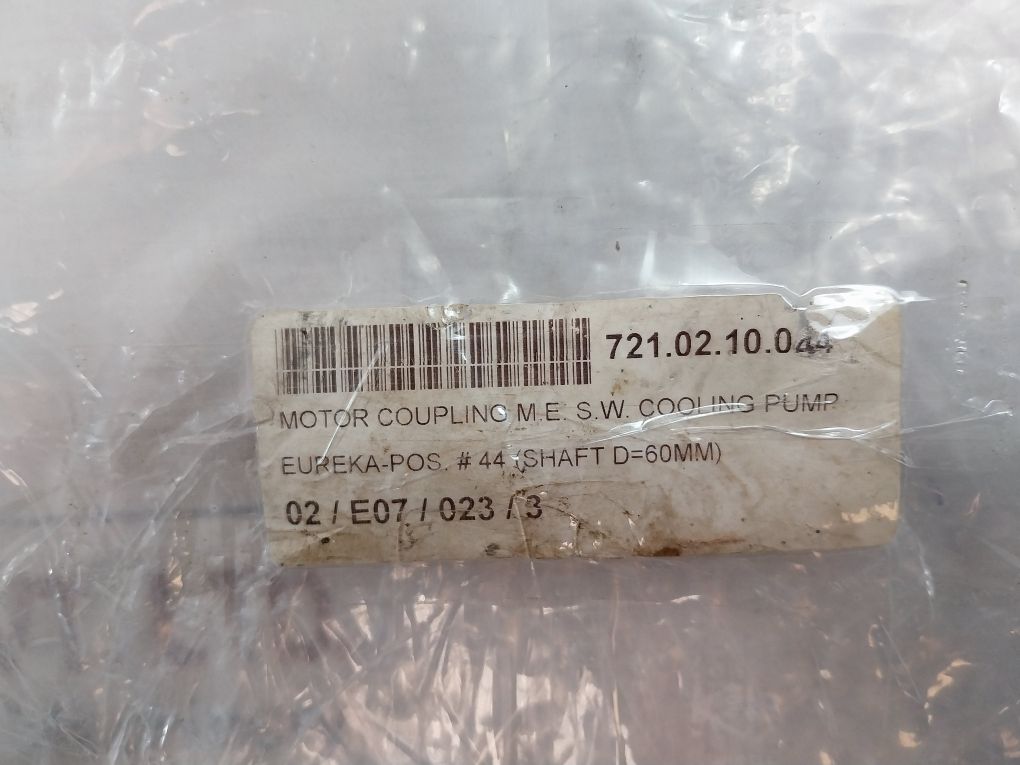 721.02.10.044
MOTOR COUPLING M.E. S.W. COOLING PUMP
EUREKA-POS. # 44 (SHAFT D=60MM)
02 / E07 / 023 / 3